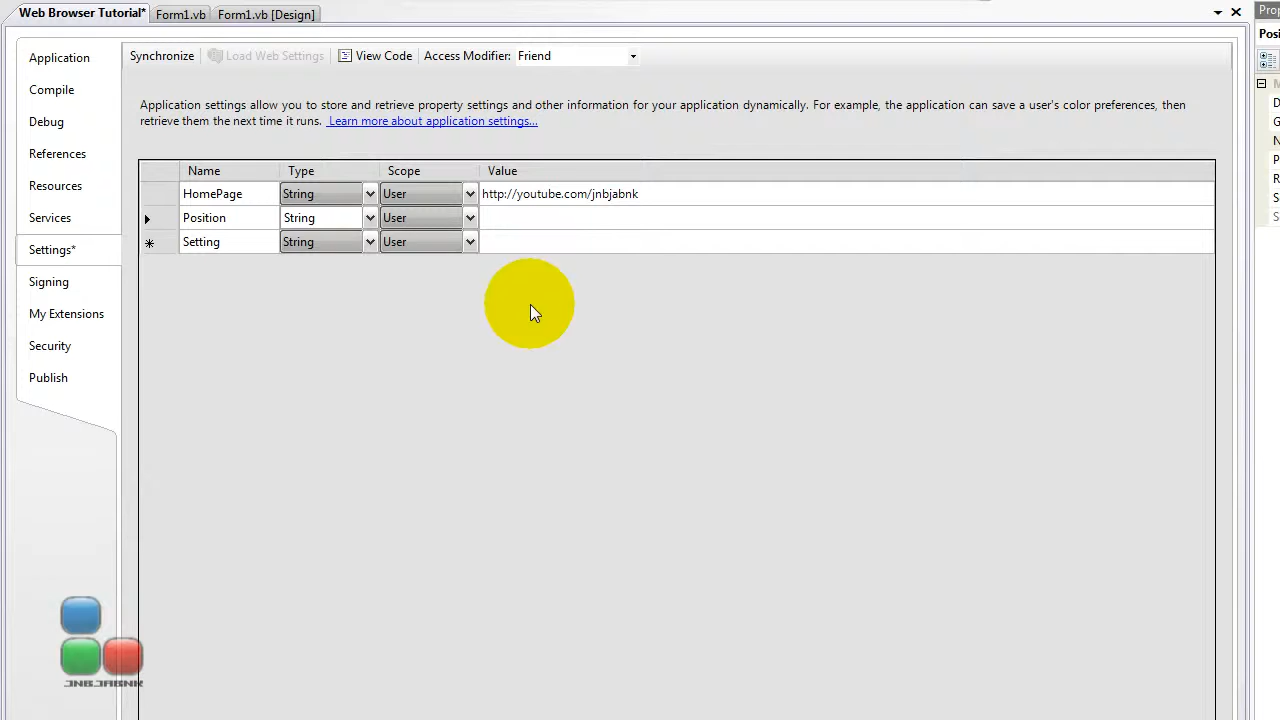 Web Browser Tutorial* Form1.vb Form1.vb [Design]
Prop
Application
Compile
Debug
References
Resources
Services
Settings*
Signing
My Extensions
Security
Publish
Synchronize Load Web Settings View Code Access Modifier: Friend
Application settings allow you to store and retrieve property settings and other information for your application dynamically. For example, the application can save a user's color preferences, then
retrieve them the next time it runs. Learn more about application settings...
Name Type Scope Value
HomePage String User http://youtube.com/jnbjabnk
Position String User
Setting String User
Posi
M
D
G
N
P
R
S
S
JNBJABNK